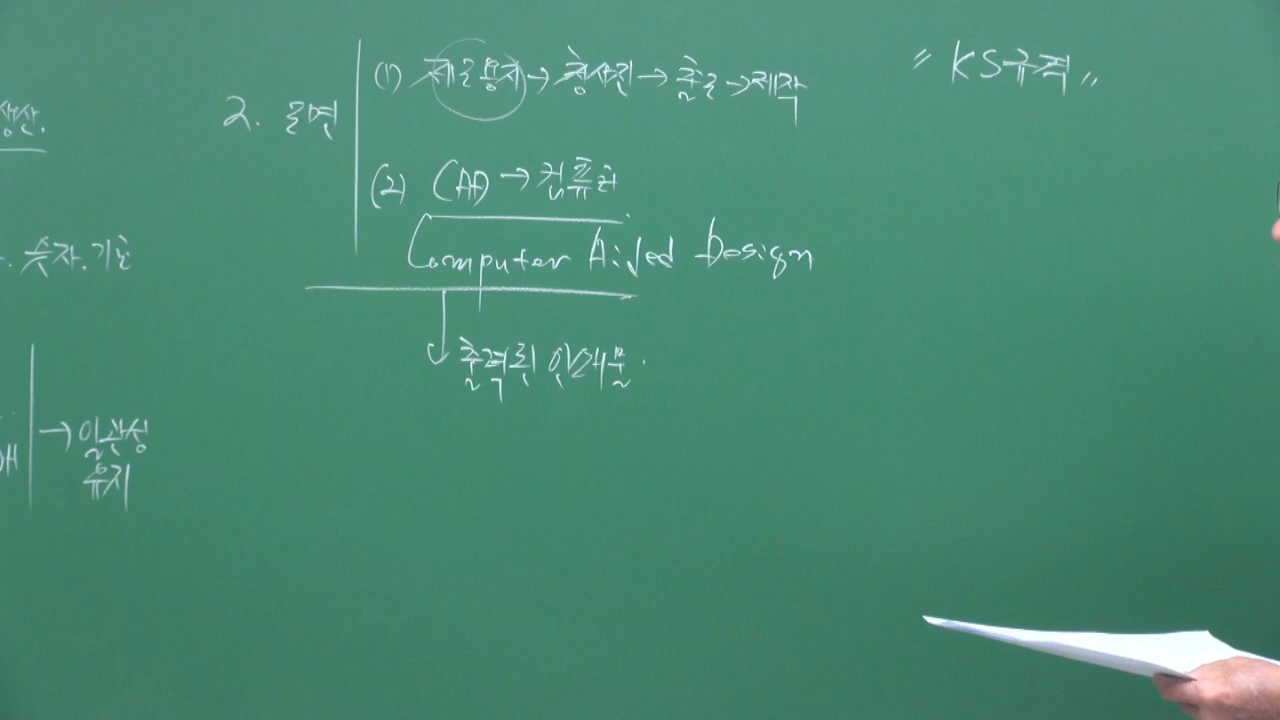 (1) 제도용지→청사진→출도→제작
"KS규격"
생산.
2. 도면
(2) CAD→컴퓨터
Computer Aided Design
숫자.기호
출력된 인쇄물.
→일관성
유지